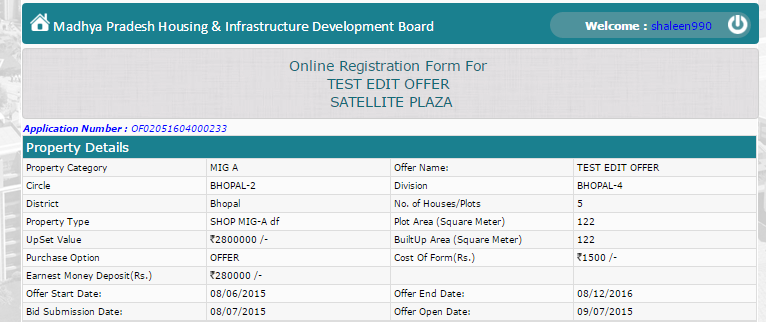 Madhya Pradesh Housing & Infrastructure Development Board Welcome : shaleen990
Online Registration Form For
TEST EDIT OFFER
SATELLITE PLAZA
Application Number : OF02051604000233
Property Details
Property Category MIG A Offer Name: TEST EDIT OFFER
Circle BHOPAL-2 Division BHOPAL-4
District Bhopal No. of Houses/Plots 5
Property Type SHOP MIG-A df Plot Area (Square Meter) 122
UpSet Value ₹2800000 /- BuiltUp Area (Square Meter) 122
Purchase Option OFFER Cost Of Form(Rs.) ₹1500 /-
Earnest Money Deposit(Rs.) ₹280000 /-
Offer Start Date: 08/06/2015 Offer End Date: 08/12/2016
Bid Submission Date: 08/07/2015 Offer Open Date: 09/07/2015